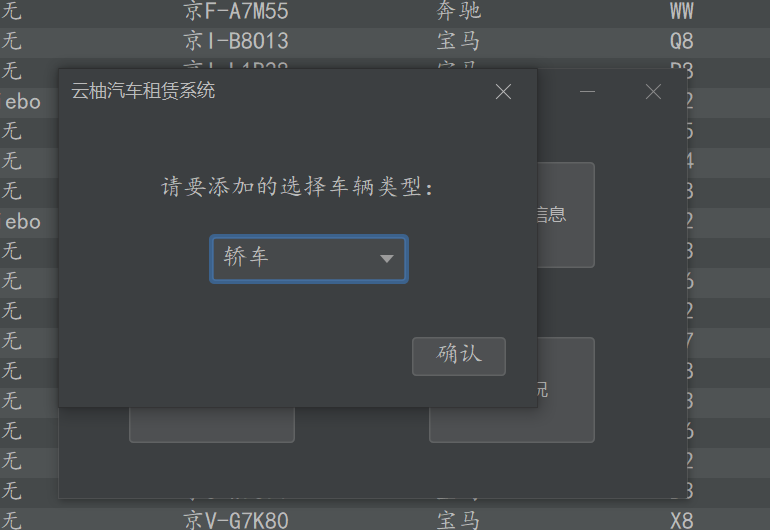 无 京F-A7M55 奔驰 WW
无 京I-B8O13 宝马 Q8
无
云柚汽车租赁系统
ebo
无
请要添加的选择车辆类型：
无
无
信息
ebo
无
轿车
无
无
无
确认
无
况
无
无
无
无
无 京V-G7K80 宝马 X8